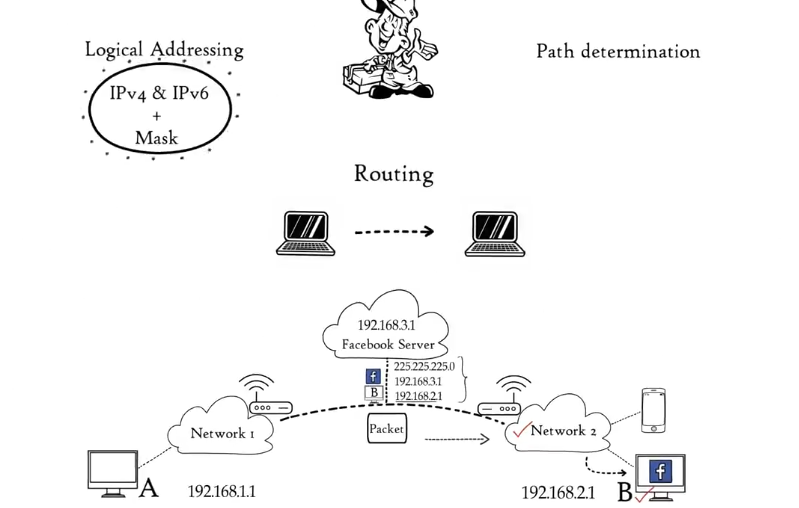 Logical Addressing
Path determination
IPv4 & IPv6
+
Mask
Routing
192.168.3.1
Facebook Server
225.225.225.0
f
192.168.3.1
B
192.168.2.1
Network 1
Packet
Network 2
f
A
192.168.1.1
192.168.2.1
B